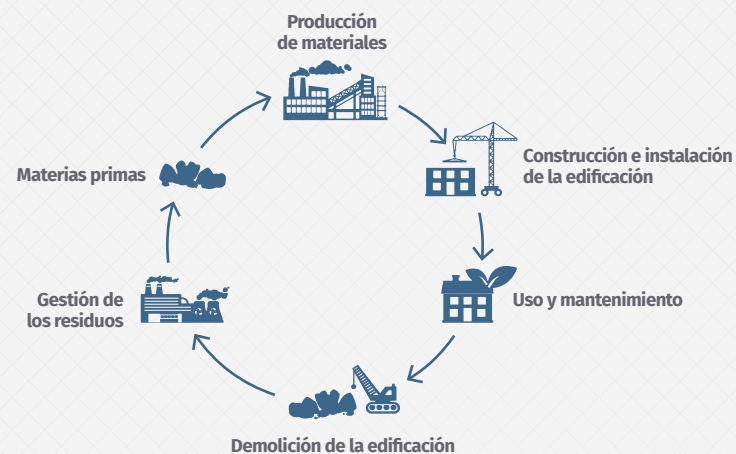 Producción
de materiales
Construcción e instalación
de la edificación
Uso y mantenimiento
Demolición de la edificación
Gestión de
los residuos
Materias primas